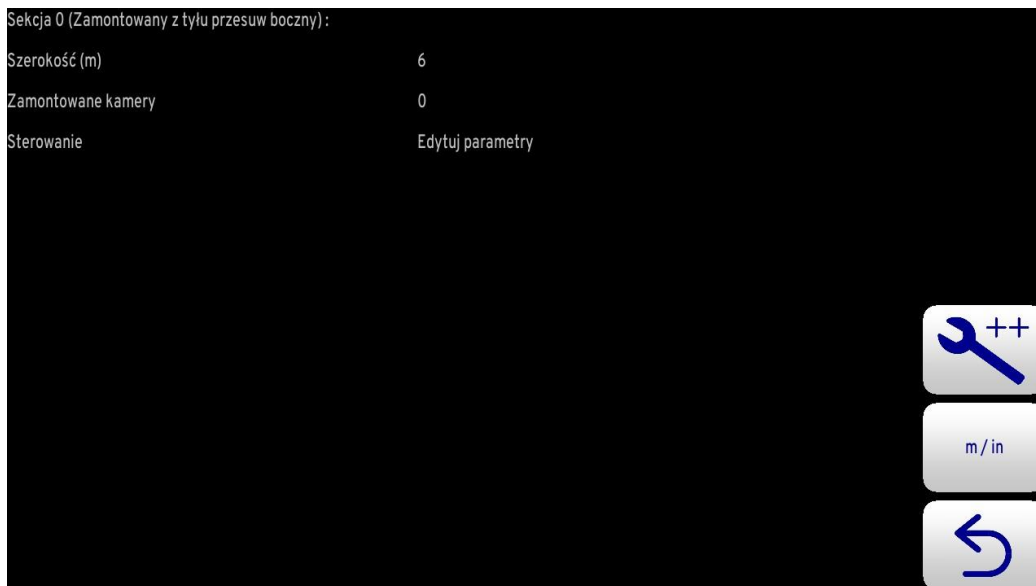 Sekcja 0 (Zamontowany z tyłu przesuw boczny) :
Szerokość (m) 6
Zamontowane kamery 0
Sterowanie Edytuj parametry
++
m / in